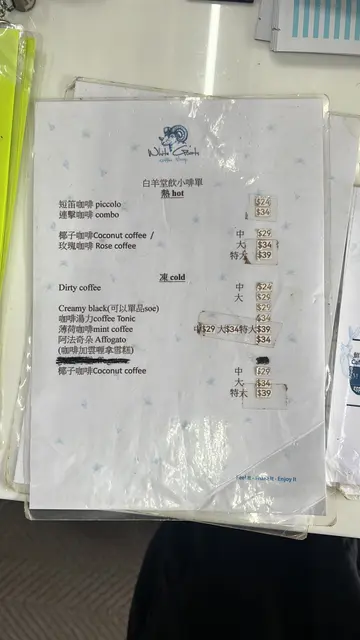 White Goats
白羊堂飲小啡單
熱 hot
短笛咖啡 piccolo $24
連擊咖啡 combo $34
椰子咖啡Coconut coffee / 中 $29
玫瑰咖啡 Rose coffee 大 $34
特大 $39
凍 cold
Dirty coffee 中 $24
大 $29
Creamy black(可以單品soe) $29
咖啡湯力coffee Tonic $34
薄荷咖啡mint coffee 中$29 大$34特大$39
阿法奇朵 Affogato $34
(咖啡加雲喱拿雪糕)
椰子咖啡Coconut coffee 中 $29
大 $34
特大 $39
Enjoy It